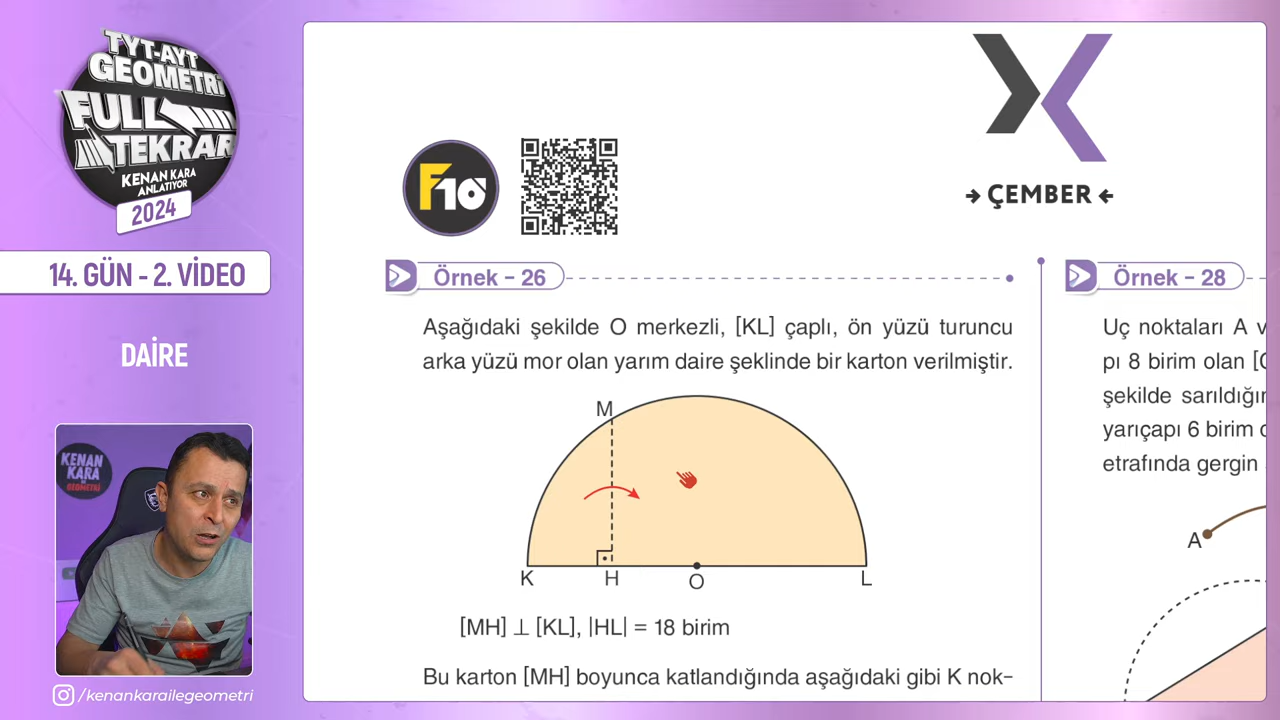 TYT-AYT
GEOMETRİ
FULL
TEKRAR
KENAN KARA
ANLATIYOR
2024
14. GÜN - 2. VİDEO
DAİRE
KENAN
KARA
GEOMETRİ
/kenankarailegeometri
F10
ÇEMBER
Örnek – 26
Aşağıdaki şekilde O merkezli, [KL] çaplı, ön yüzü turuncu
arka yüzü mor olan yarım daire şeklinde bir karton verilmiştir.
M
K
H
O
L
[MH] ⊥ [KL], |HL| = 18 birim
Bu karton [MH] boyunca katlandığında aşağıdaki gibi K nok–
Örnek – 28
Uç noktaları A v
pı 8 birim olan [
şekilde sarıldığı
yarıçapı 6 birim
etrafında gergin
A